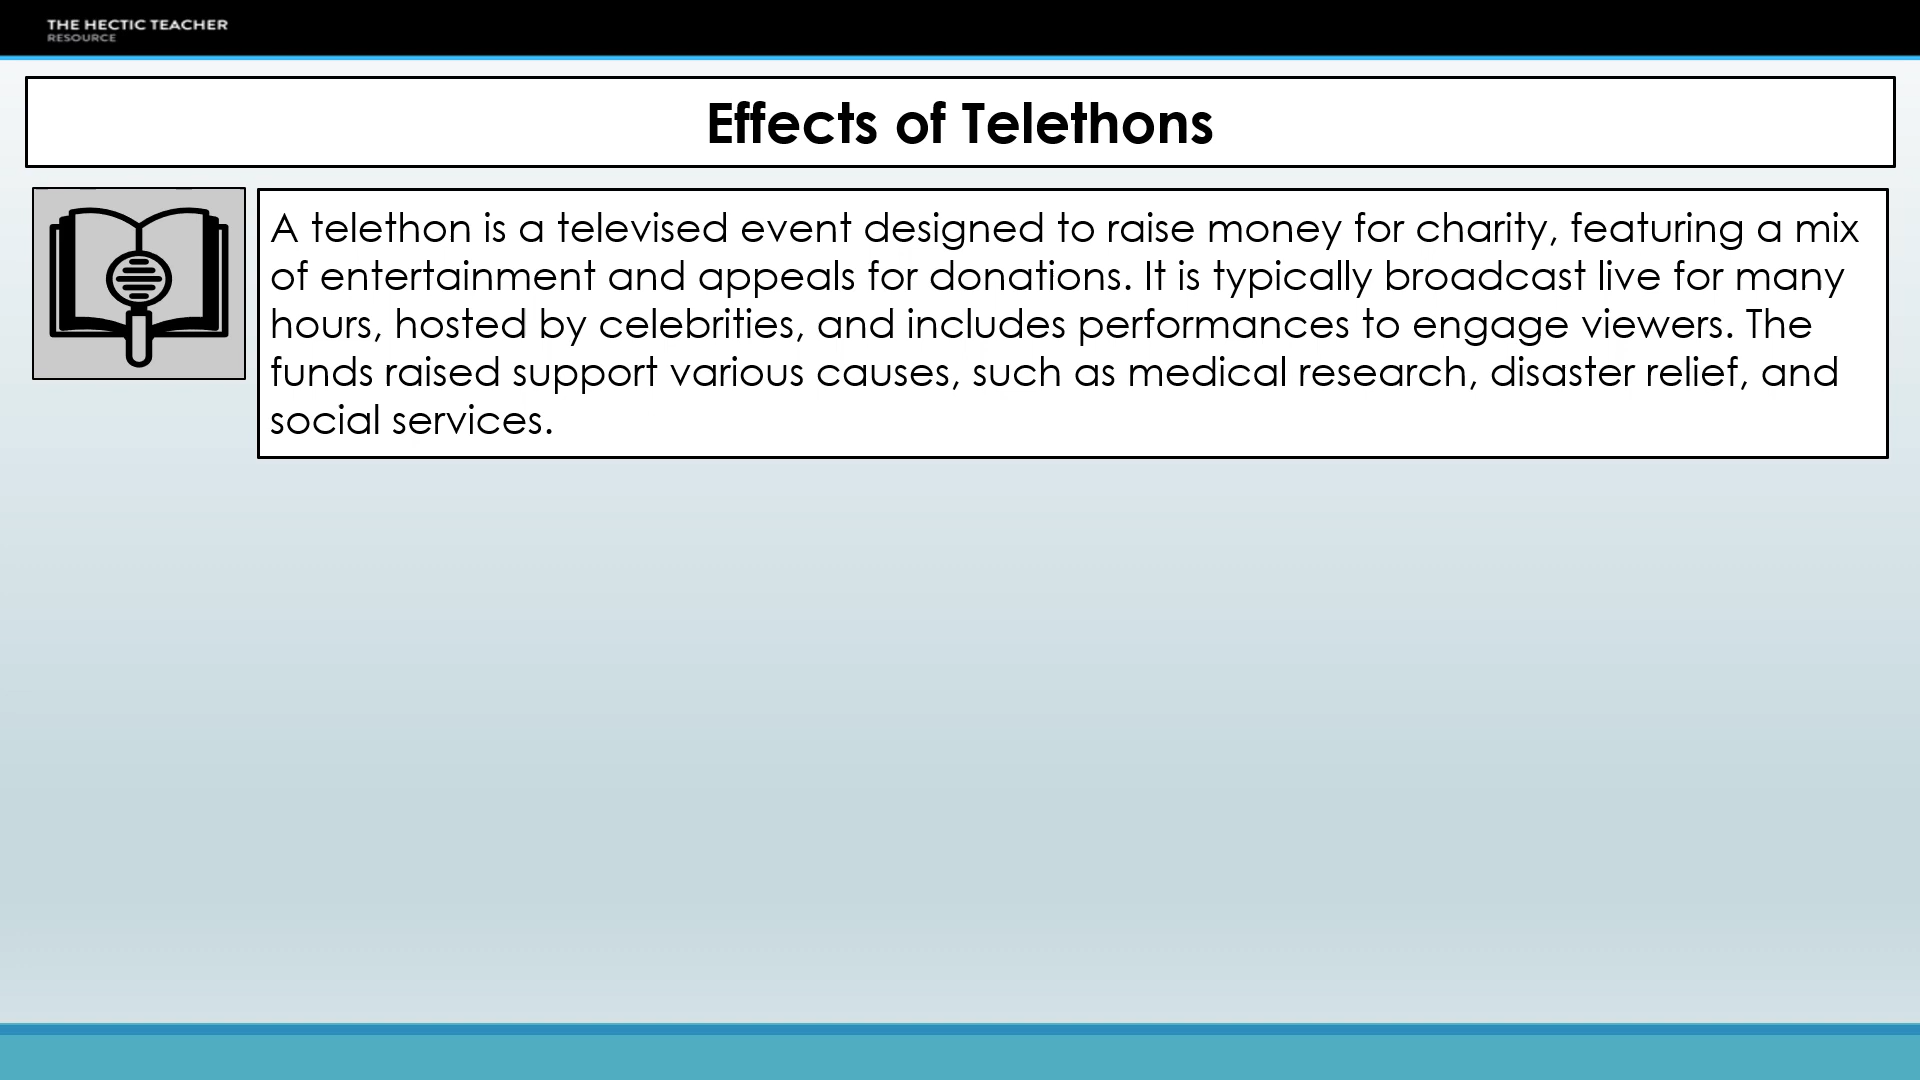 THE HECTIC TEACHER
RESOURCE
Effects of Telethons
A telethon is a televised event designed to raise money for charity, featuring a mix
of entertainment and appeals for donations. It is typically broadcast live for many
hours, hosted by celebrities, and includes performances to engage viewers. The
funds raised support various causes, such as medical research, disaster relief, and
social services.